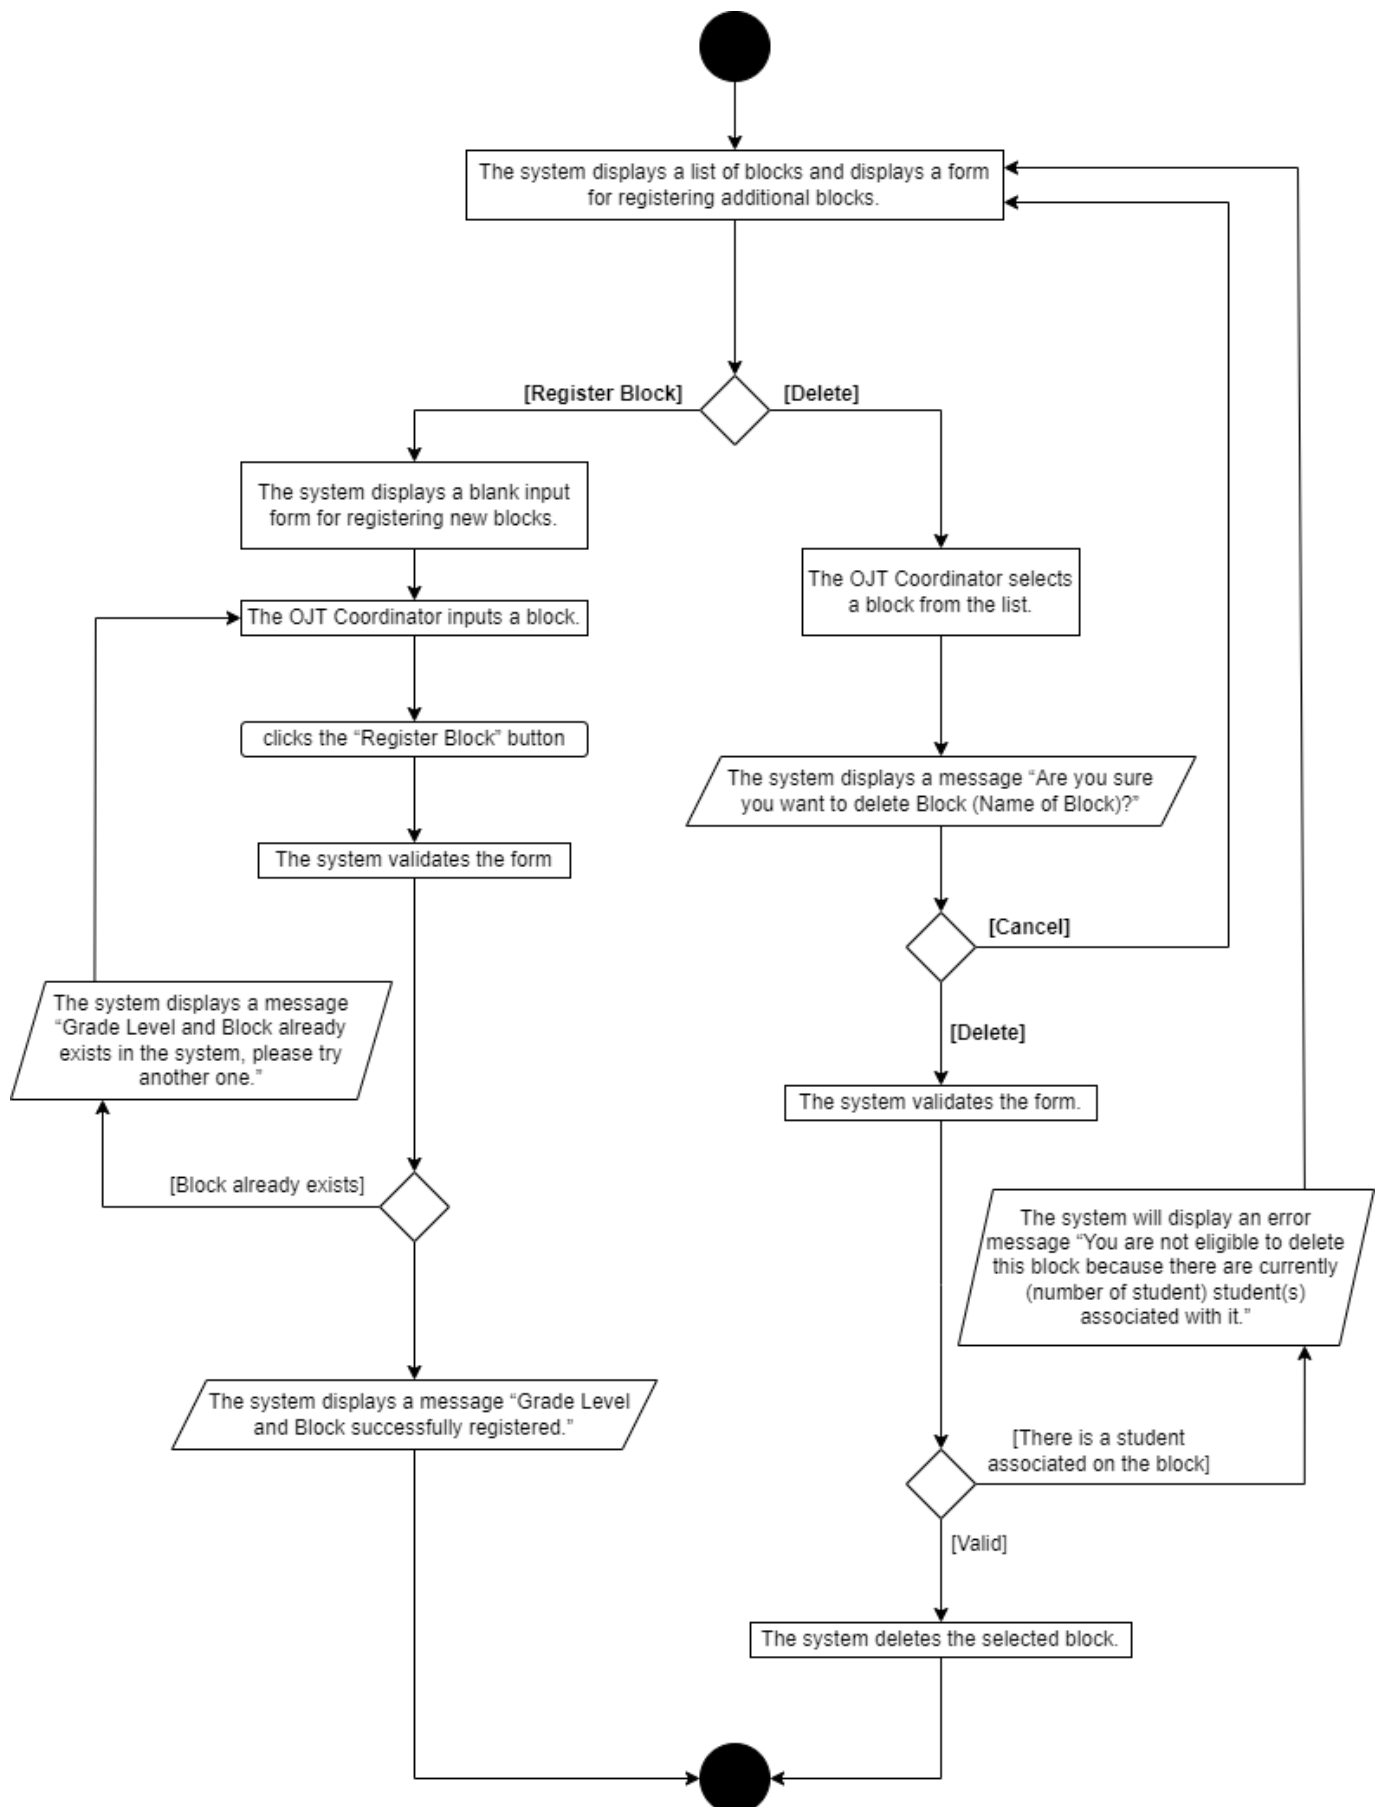 The system displays a list of blocks and displays a form
for registering additional blocks.
[Register Block]
[Delete]
The system displays a blank input
form for registering new blocks.
The OJT Coordinator selects
a block from the list.
The OJT Coordinator inputs a block.
clicks the “Register Block” button
The system displays a message “Are you sure
you want to delete Block (Name of Block)?”
The system validates the form
[Cancel]
The system displays a message
“Grade Level and Block already
exists in the system, please try
another one.”
[Delete]
The system validates the form.
[Block already exists]
The system will display an error
message “You are not eligible to delete
this block because there are currently
(number of student) student(s)
associated with it.”
The system displays a message “Grade Level
and Block successfully registered.”
[There is a student
associated on the block]
[Valid]
The system deletes the selected block.